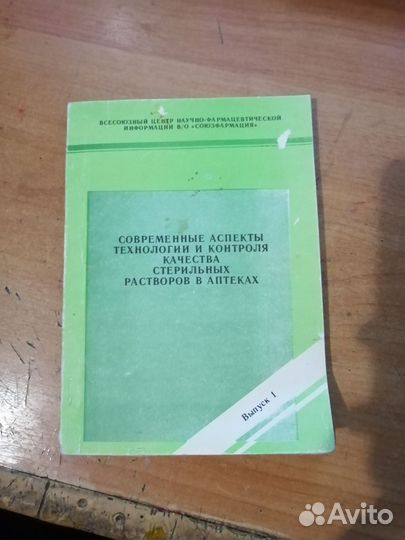 ВСЕСОЮЗНЫЙ ЦЕНТР НАУЧНО-ФАРМАЦЕВТИЧЕСКОЙ
ИНФОРМАЦИИ В/О «СОЮЗФАРМАЦИЯ»
СОВРЕМЕННЫЕ АСПЕКТЫ
ТЕХНОЛОГИИ И КОНТРОЛЯ
КАЧЕСТВА
СТЕРИЛЬНЫХ
РАСТВОРОВ В АПТЕКАХ
Выпуск 1
Avito